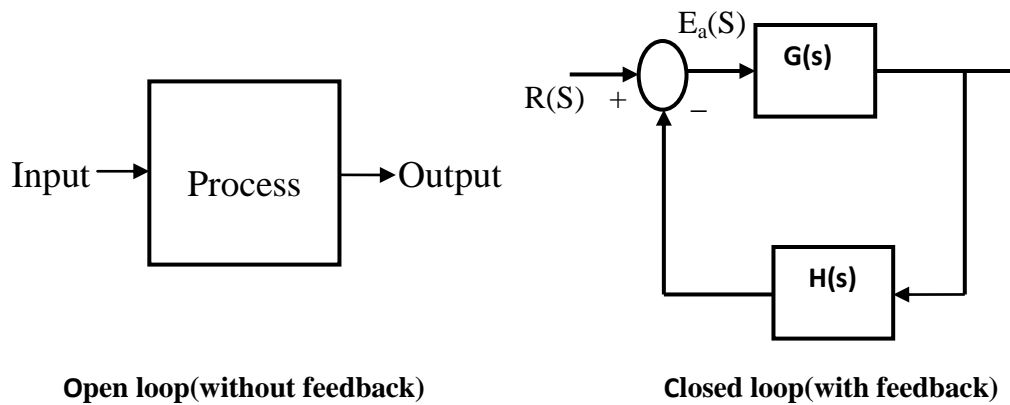 Input
Process
Output
Open loop(without feedback)
Eₐ(S)
G(s)
R(S)
+
−
H(s)
Closed loop(with feedback)